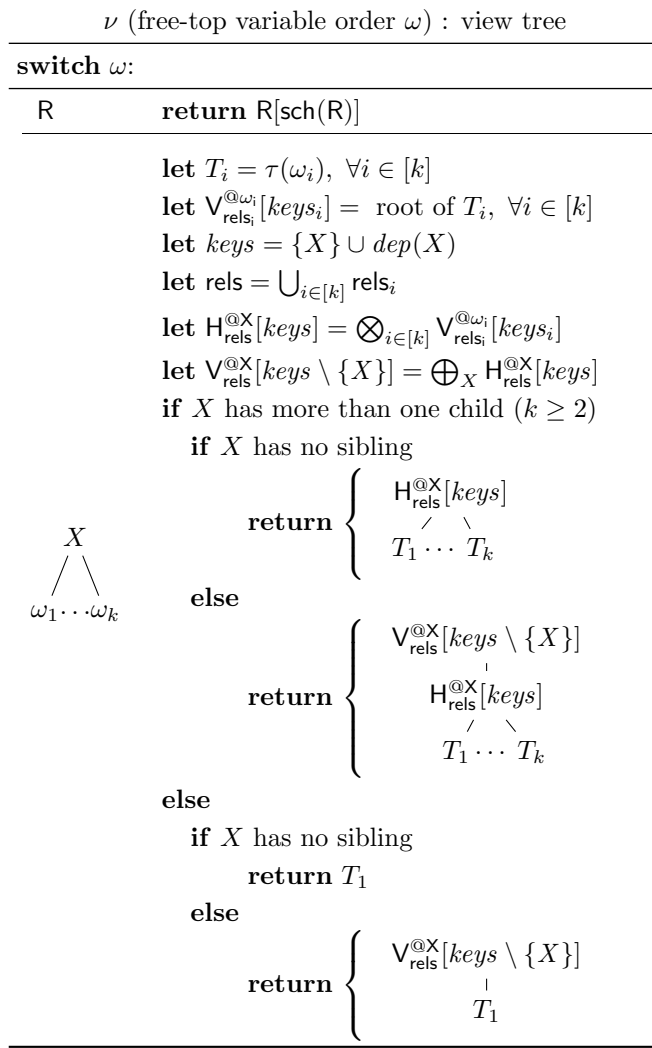 ν (free-top variable order ω) : view tree
switch ω:
R return R[sch(R)]
let T_i = τ(ω_i), ∀i ∈ [k]
let V^{@ω_i}_{rels_i}[keys_i] = root of T_i, ∀i ∈ [k]
let keys = {X} ∪ dep(X)
let rels = ⋃_{i∈[k]} rels_i
let H^{@X}_{rels}[keys] = ⨂_{i∈[k]} V^{@ω_i}_{rels_i}[keys_i]
let V^{@X}_{rels}[keys \ {X}] = ⨁_X H^{@X}_{rels}[keys]
if X has more than one child (k ≥ 2)
if X has no sibling
return { H^{@X}_{rels}[keys]
T_1 ⋯ T_k
X
ω_1 ⋯ ω_k
else
return { V^{@X}_{rels}[keys \ {X}]
H^{@X}_{rels}[keys]
T_1 ⋯ T_k
else
if X has no sibling
return T_1
else
return { V^{@X}_{rels}[keys \ {X}]
T_1